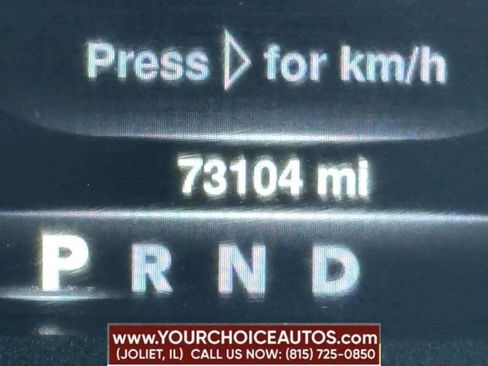 Press ▷ for km/h
73104 mi
P R N D
www.YOURCHOICEAUTOS.com
(JOLIET, IL) CALL US NOW: (815) 725-0850